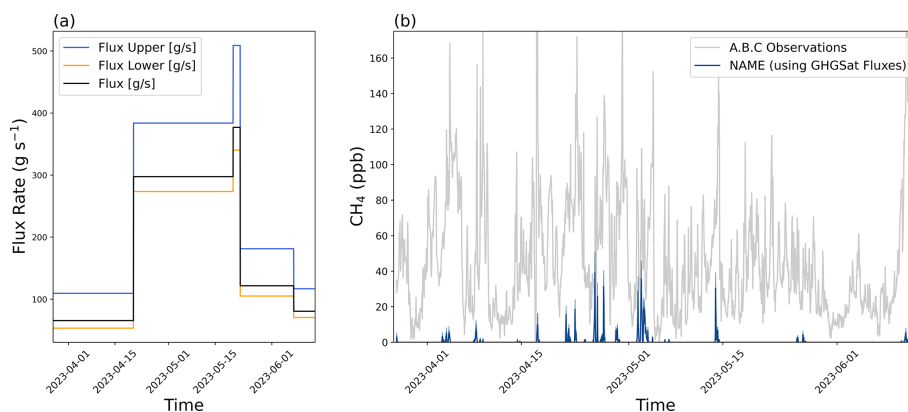 (a)
Flux Upper [g/s]
Flux Lower [g/s]
Flux [g/s]
500
400
300
200
100
Flux Rate (g s⁻¹)
2023-04-01
2023-04-15
2023-05-01
2023-05-15
2023-06-01
Time
(b)
A.B.C Observations
NAME (using GHGSat Fluxes)
160
140
120
100
80
60
40
20
0
CH₄ (ppb)
2023-04-01
2023-04-15
2023-05-01
2023-05-15
2023-06-01
Time